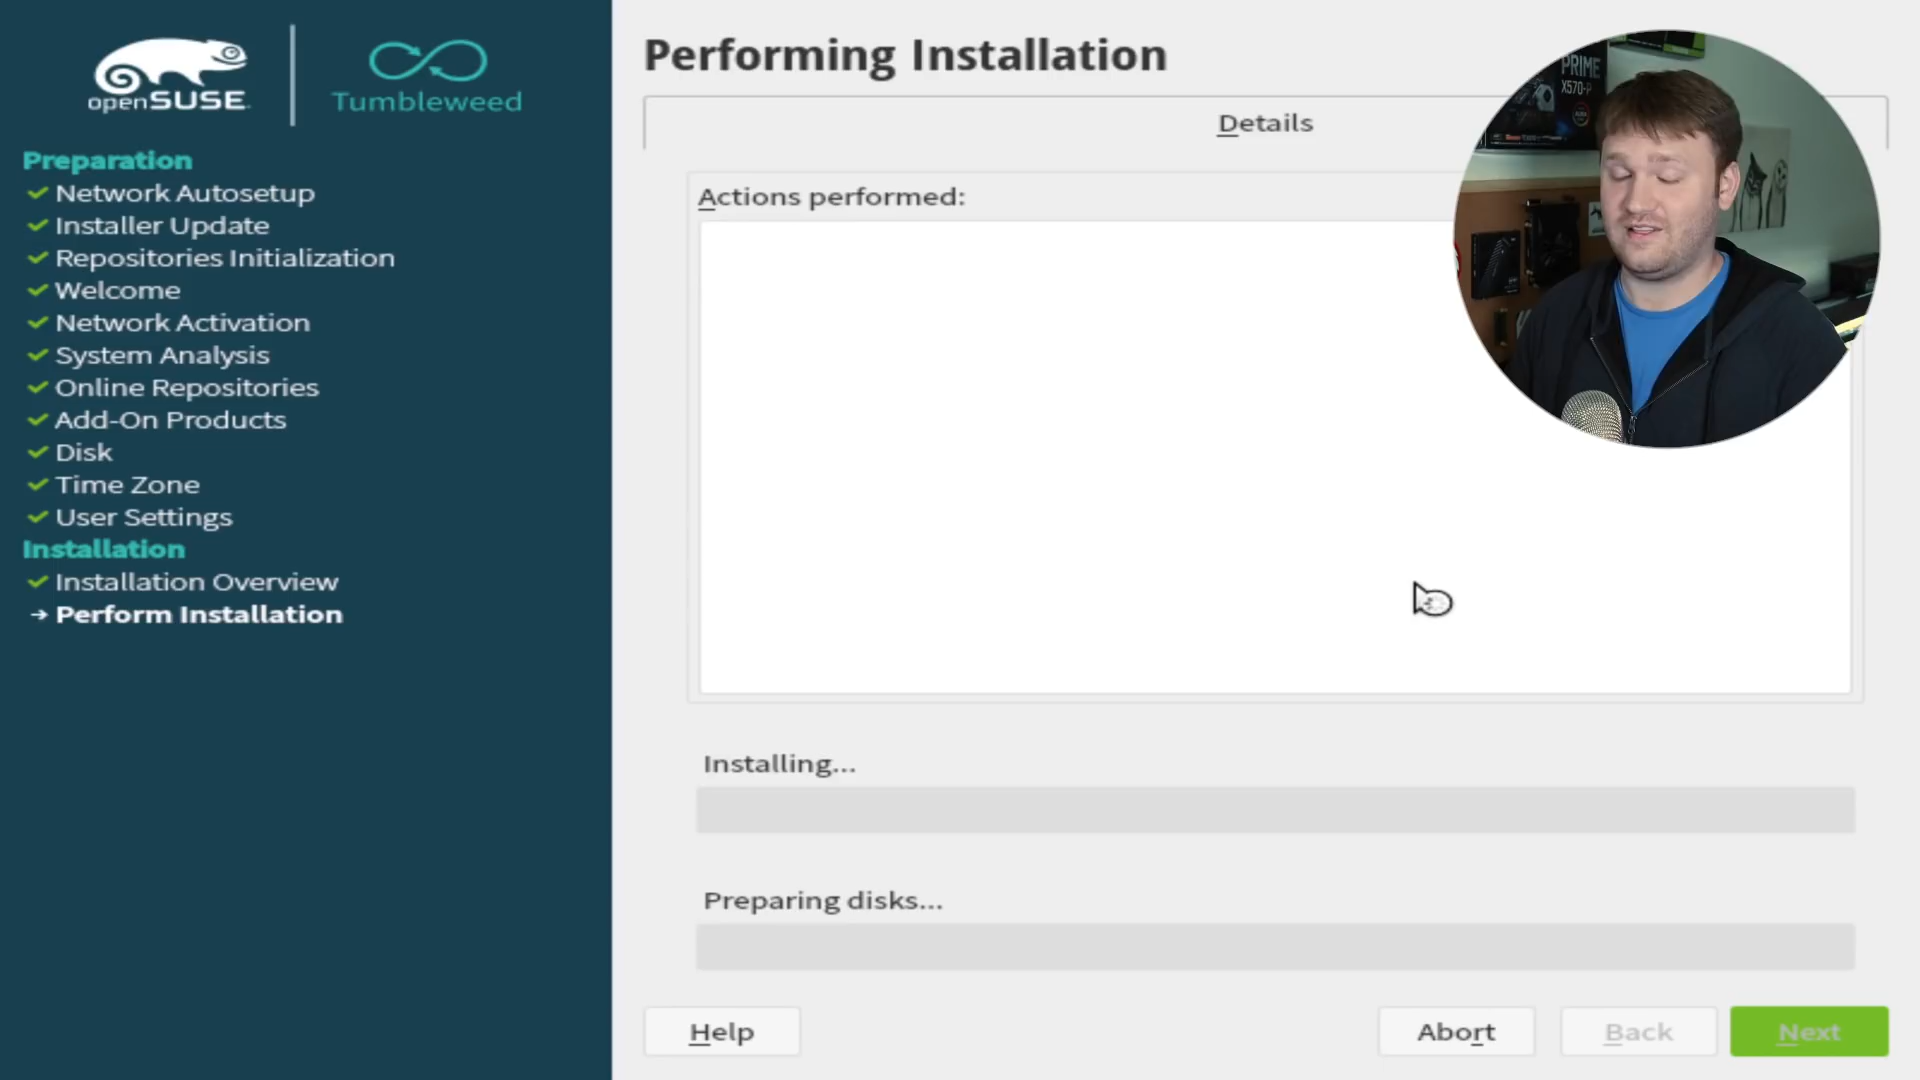 openSUSE
Tumbleweed
Preparation
Network Autosetup
Installer Update
Repositories Initialization
Welcome
Network Activation
System Analysis
Online Repositories
Add-On Products
Disk
Time Zone
User Settings
Installation
Installation Overview
Perform Installation
Performing Installation
Details
Actions performed:
Installing...
Preparing disks...
Help
Abort
Back
Next
PRIME
X570-P